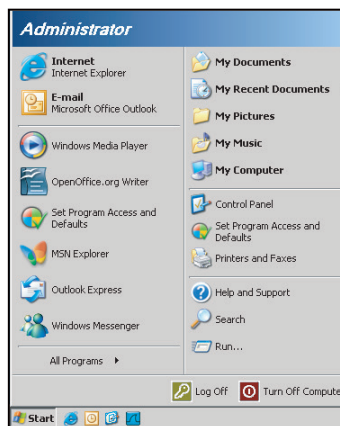 Administrator
Internet
Internet Explorer
E-mail
Microsoft Office Outlook
Windows Media Player
OpenOffice.org Writer
Set Program Access and
Defaults
MSN Explorer
Outlook Express
Windows Messenger
All Programs
My Documents
My Recent Documents
My Pictures
My Music
My Computer
Control Panel
Set Program Access and
Defaults
Printers and Faxes
Help and Support
Search
Run...
Log Off
Turn Off Compute
Start